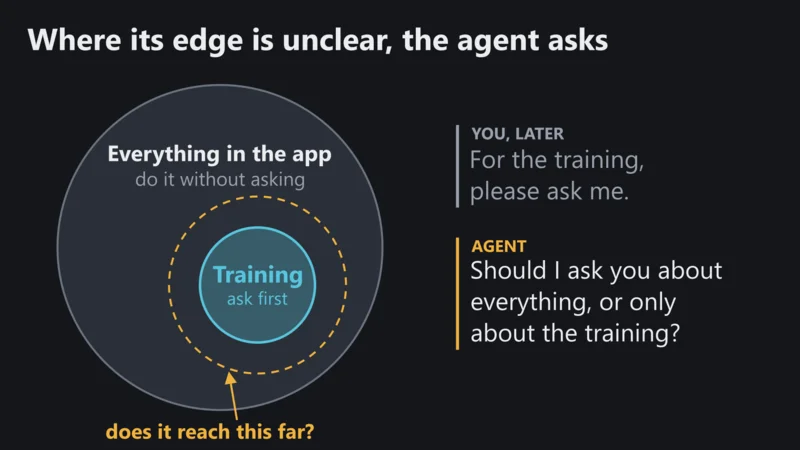 Where its edge is unclear, the agent asks
Everything in the app
do it without asking
Training
ask first
does it reach this far?
YOU, LATER
For the training,
please ask me.
AGENT
Should I ask you about
everything, or only
about the training?